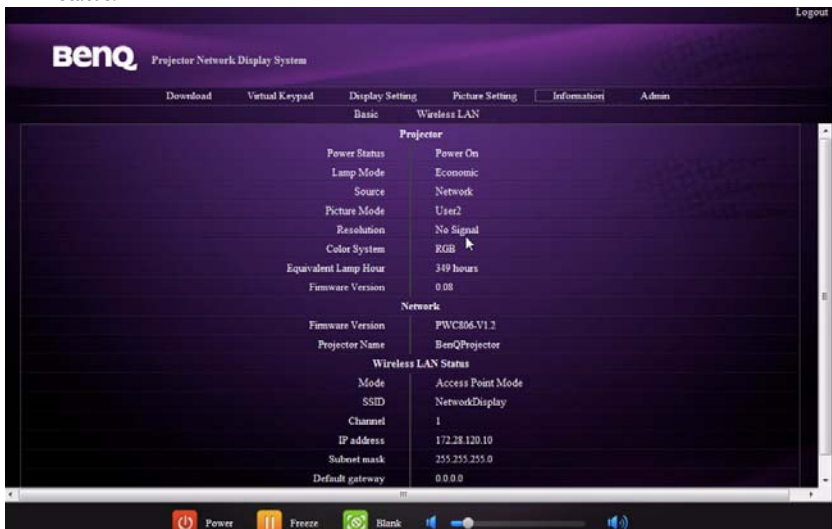 Logout
BenQ Projector Network Display System
Download Virtual Keypad Display Setting Picture Setting Information Admin
Basic Wireless LAN
Projector
Power Status Power On
Lamp Mode Economic
Source Network
Picture Mode User2
Resolution No Signal
Color System RGB
Equivalent Lamp Hour 349 hours
Firmware Version 0.08
Network
Firmware Version PWC806-V1.2
Projector Name BenQProjector
Wireless LAN Status
Mode Access Point Mode
SSID NetworkDisplay
Channel 1
IP address 172.28.120.10
Subnet mask 255.255.255.0
Default gateway 0.0.0.0
Power Freeze Blank